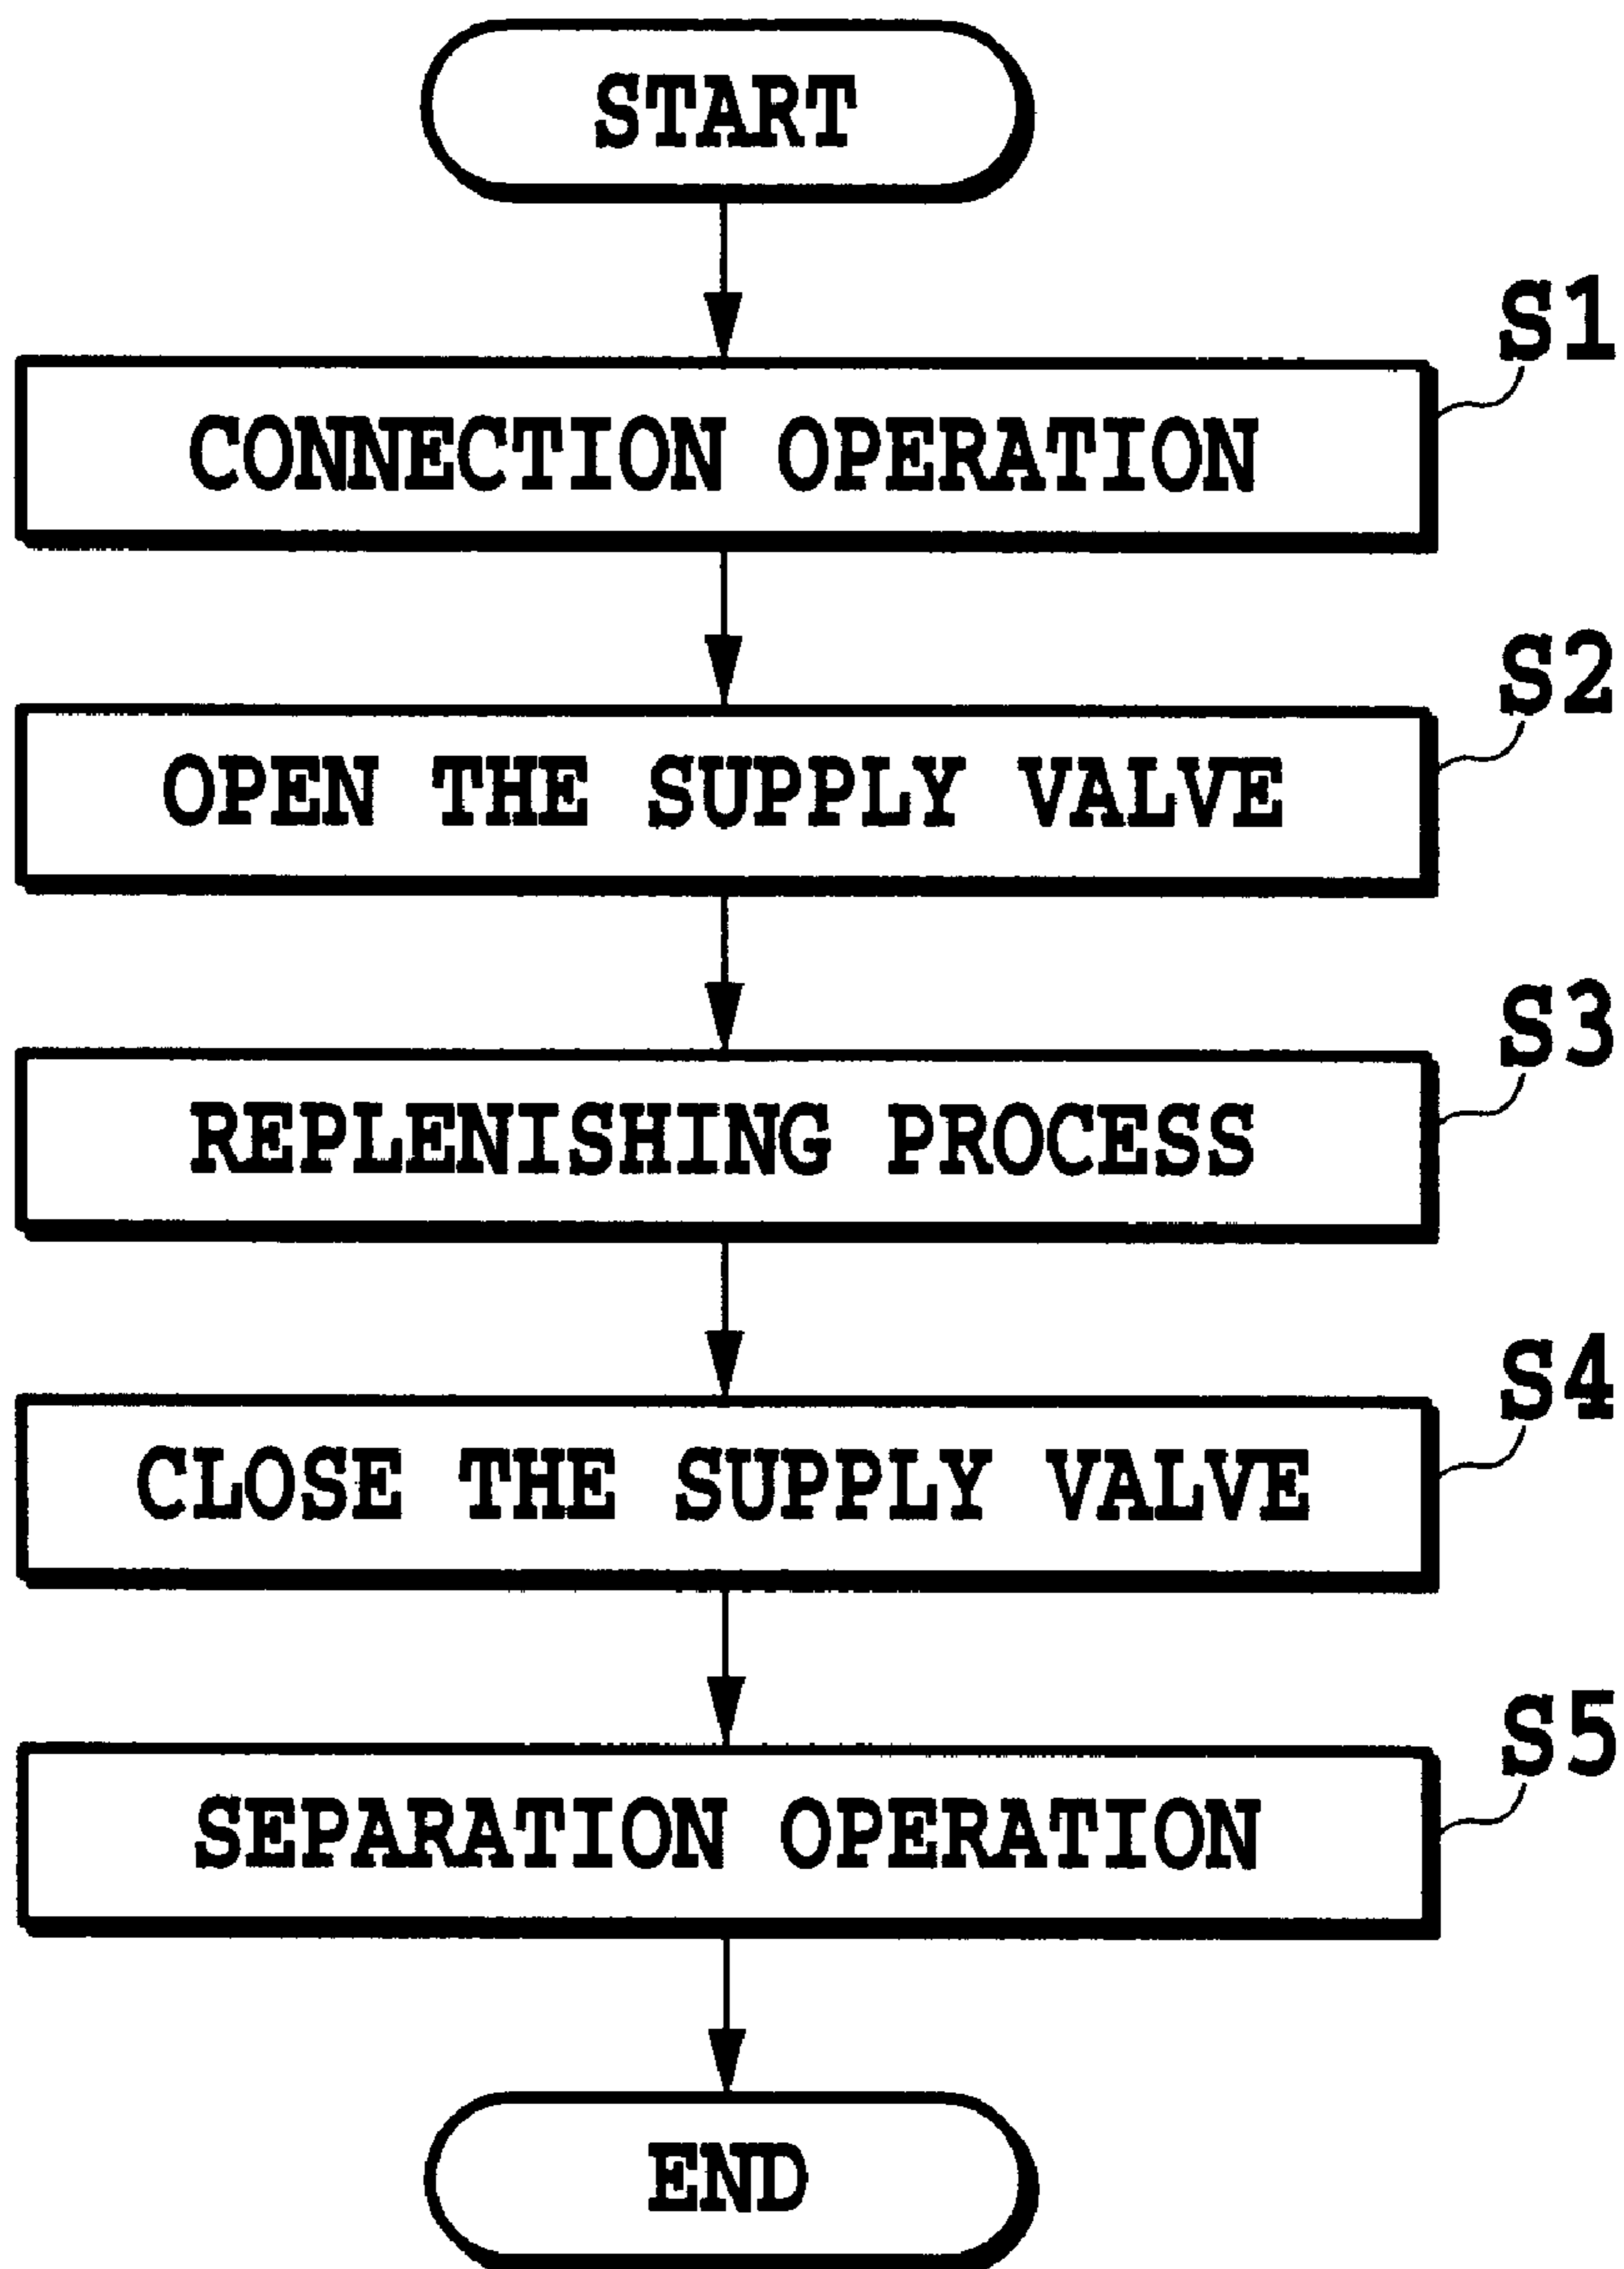 START
S1
CONNECTION OPERATION
S2
OPEN THE SUPPLY VALVE
S3
REPLENISHING PROCESS
S4
CLOSE THE SUPPLY VALVE
S5
SEPARATION OPERATION
END